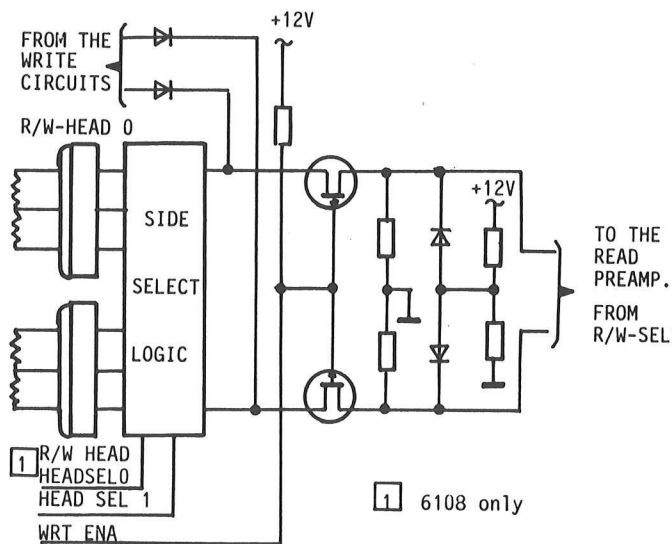 +12V
FROM THE
WRITE
CIRCUITS
R/W-HEAD 0
SIDE
SELECT
LOGIC
+12V
TO THE
READ
PREAMP.
FROM
R/W-SEL
1 R/W HEAD
HEADSEL0
HEAD SEL 1
WRT ENA
1 6108 only